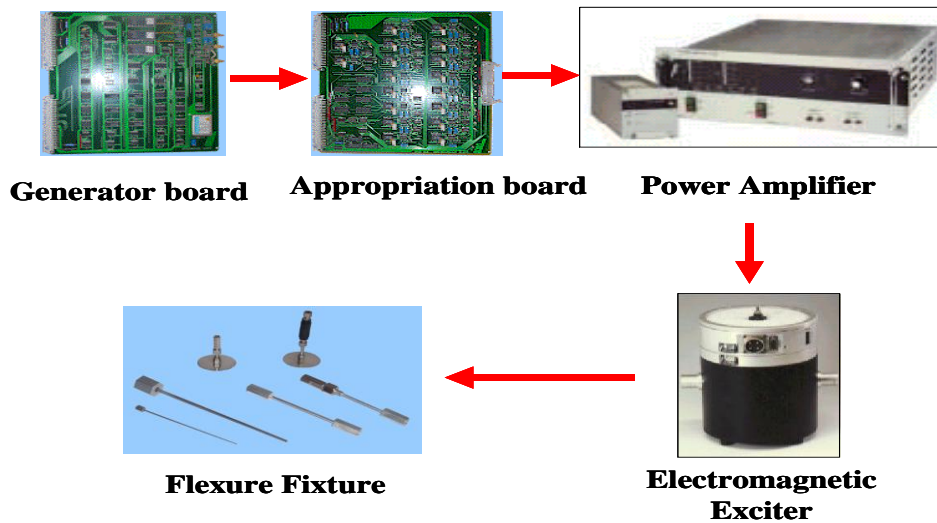 Generator board
Appropriation board
Power Amplifier
Flexure Fixture
Electromagnetic
Exciter